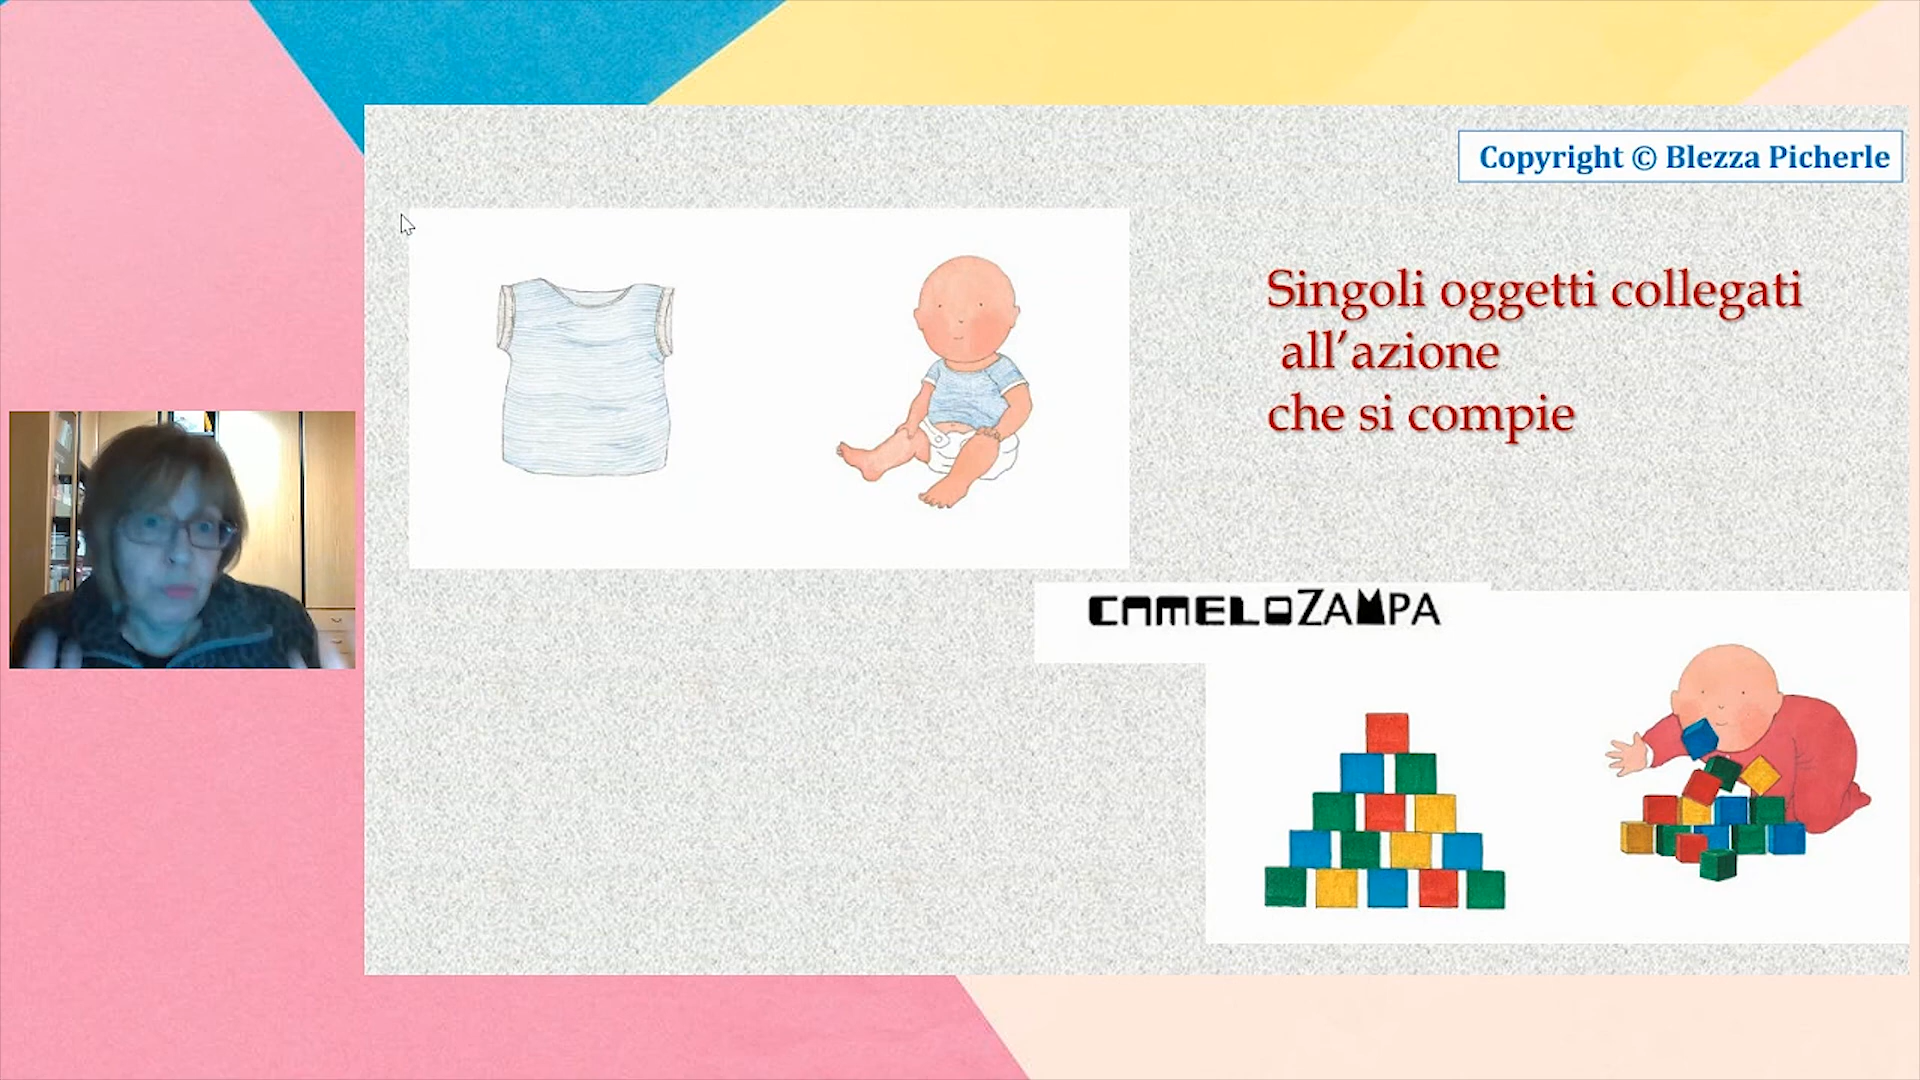 Copyright © Blezza Picherle
Singoli oggetti collegati
all’azione
che si compie
CAMELOZAMPA